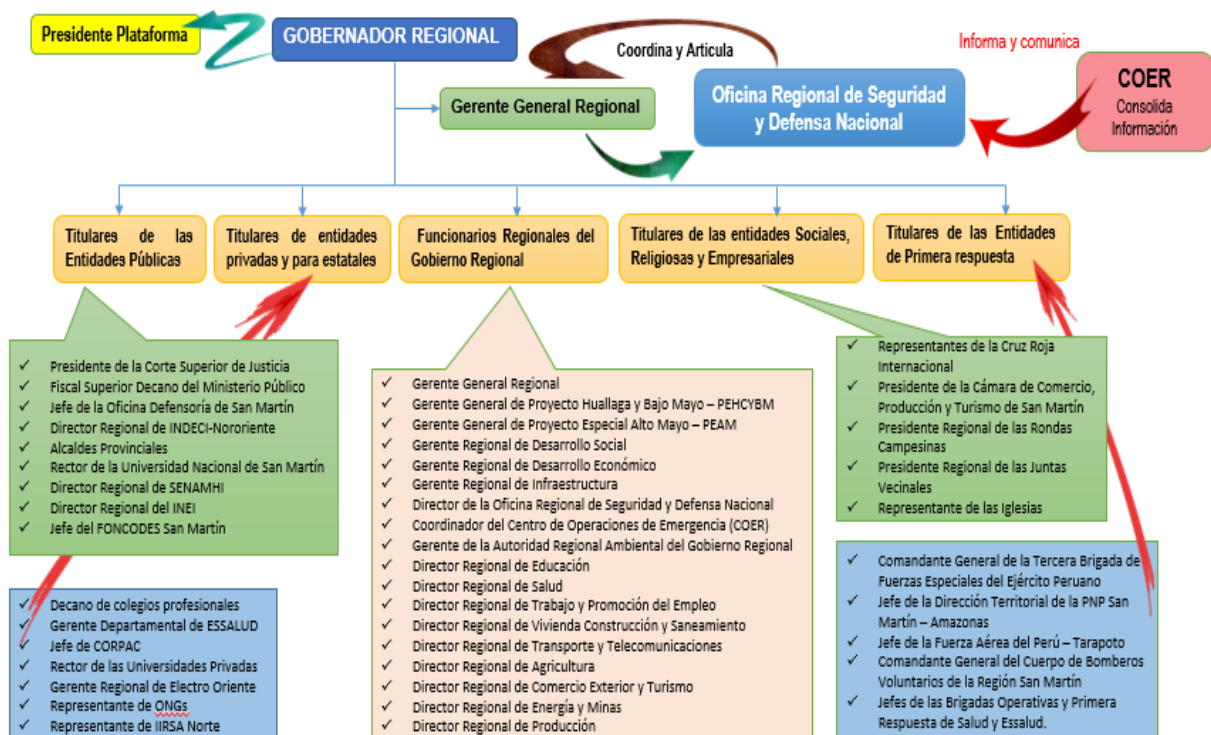 Presidente Plataforma
GOBERNADOR REGIONAL
Coordina y Articula
Informa y comunica
Gerente General Regional
Oficina Regional de Seguridad
y Defensa Nacional
COER
Consolida
Información
Titulares de las
Entidades Públicas
Titulares de entidades
privadas y para estatales
Funcionarios Regionales del
Gobierno Regional
Titulares de las entidades Sociales,
Religiosas y Empresariales
Titulares de las Entidades
de Primera respuesta
✓ Presidente de la Corte Superior de Justicia
✓ Fiscal Superior Decano del Ministerio Público
✓ Jefe de la Oficina Defensoría de San Martín
✓ Director Regional de INDECI-Nororiente
✓ Alcaldes Provinciales
✓ Rector de la Universidad Nacional de San Martín
✓ Director Regional de SENAMHI
✓ Director Regional del INEI
✓ Jefe del FONCODES San Martín
✓ Decano de colegios profesionales
✓ Gerente Departamental de ESSALUD
✓ Jefe de CORPAC
✓ Rector de las Universidades Privadas
✓ Gerente Regional de Electro Oriente
✓ Representante de ONGs
✓ Representante de IIRSA Norte
✓ Gerente General Regional
✓ Gerente General de Proyecto Huallaga y Bajo Mayo – PEHCYBM
✓ Gerente General de Proyecto Especial Alto Mayo – PEAM
✓ Gerente Regional de Desarrollo Social
✓ Gerente Regional de Desarrollo Económico
✓ Gerente Regional de Infraestructura
✓ Director de la Oficina Regional de Seguridad y Defensa Nacional
✓ Coordinador del Centro de Operaciones de Emergencia (COER)
✓ Gerente de la Autoridad Regional Ambiental del Gobierno Regional
✓ Director Regional de Educación
✓ Director Regional de Salud
✓ Director Regional de Trabajo y Promoción del Empleo
✓ Director Regional de Vivienda Construcción y Saneamiento
✓ Director Regional de Transporte y Telecomunicaciones
✓ Director Regional de Agricultura
✓ Director Regional de Comercio Exterior y Turismo
✓ Director Regional de Energía y Minas
✓ Director Regional de Producción
✓ Representantes de la Cruz Roja
Internacional
✓ Presidente de la Cámara de Comercio,
Producción y Turismo de San Martín
✓ Presidente Regional de las Rondas
Campesinas
✓ Presidente Regional de las Juntas
Vecinales
✓ Representante de las Iglesias
✓ Comandante General de la Tercera Brigada de
Fuerzas Especiales del Ejército Peruano
✓ Jefe de la Dirección Territorial de la PNP San
Martín – Amazonas
✓ Jefe de la Fuerza Aérea del Perú – Tarapoto
✓ Comandante General del Cuerpo de Bomberos
Voluntarios de la Región San Martín
✓ Jefes de las Brigadas Operativas y Primera
Respuesta de Salud y Essalud.